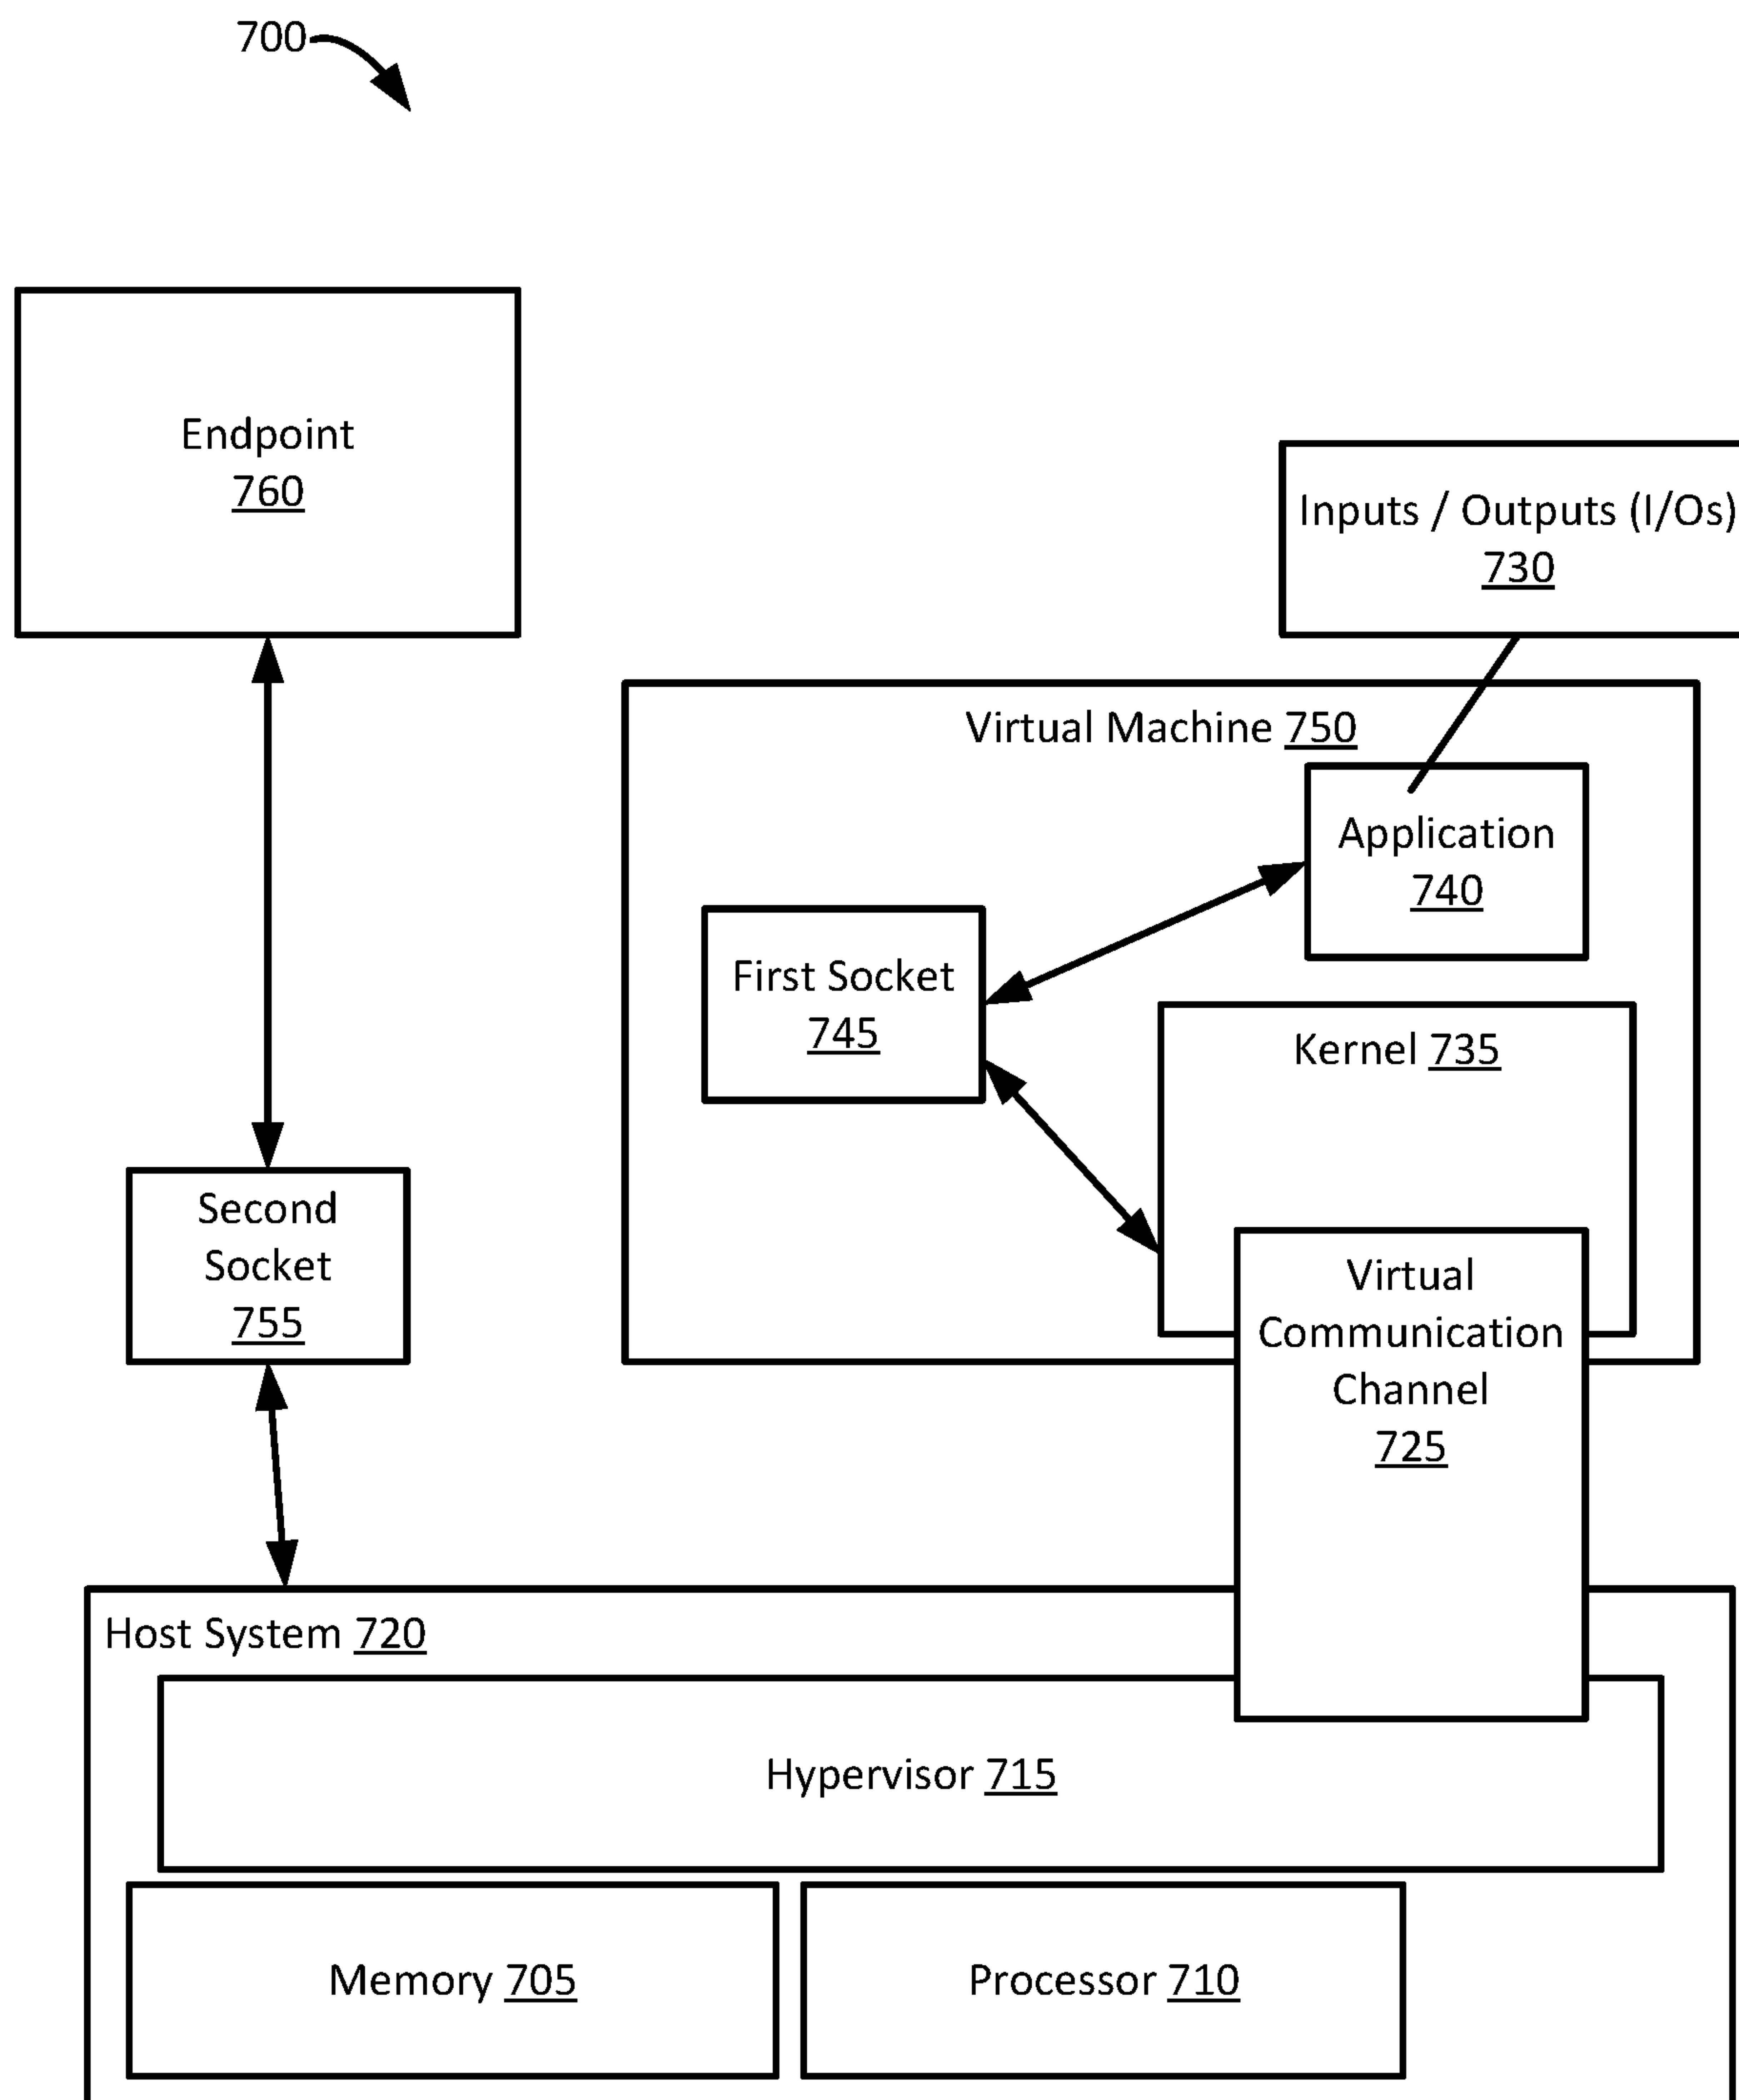 700
Endpoint
760
Inputs / Outputs (I/Os)
730
Virtual Machine 750
Application
740
First Socket
745
Kernel 735
Second
Socket
755
Virtual
Communication
Channel
725
Host System 720
Hypervisor 715
Memory 705
Processor 710